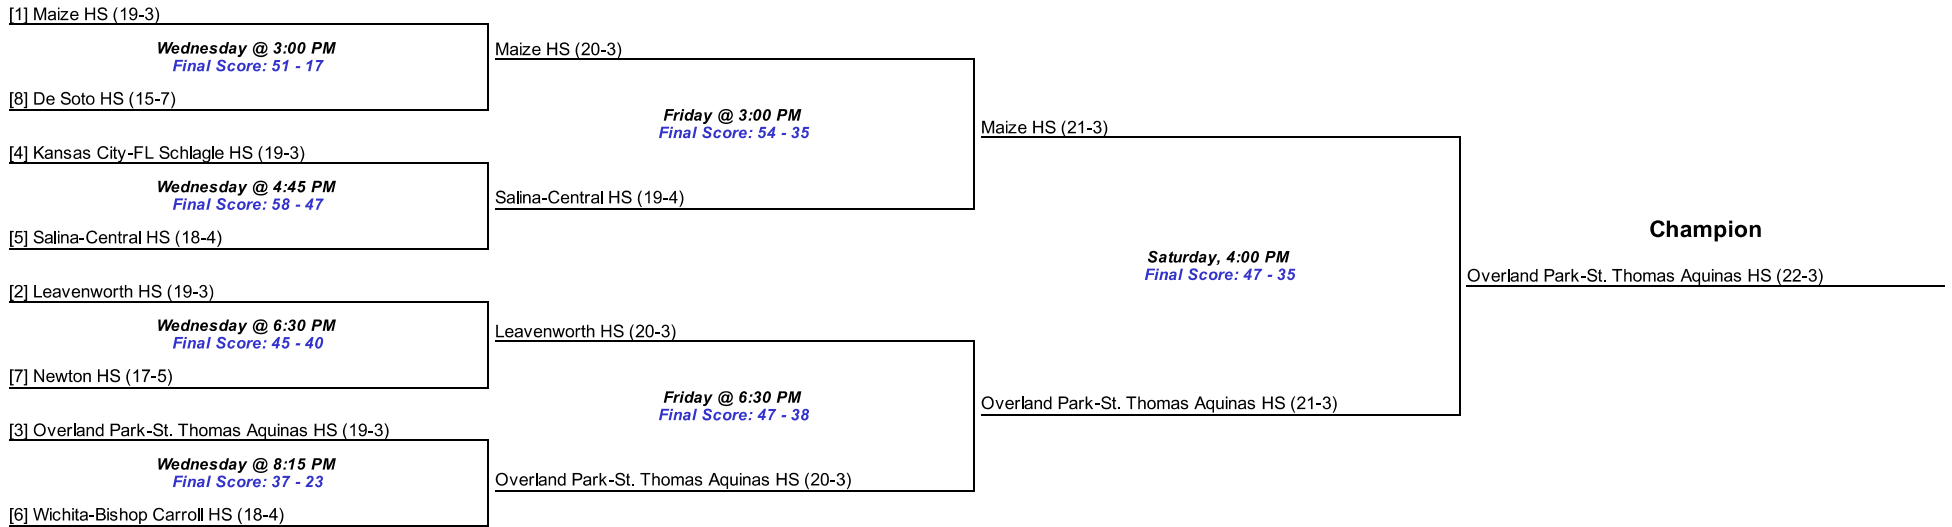 [1] Maize HS (19-3)
Wednesday @ 3:00 PM
Final Score: 51 - 17
[8] De Soto HS (15-7)
[4] Kansas City-FL Schlagle HS (19-3)
Wednesday @ 4:45 PM
Final Score: 58 - 47
[5] Salina-Central HS (18-4)
[2] Leavenworth HS (19-3)
Wednesday @ 6:30 PM
Final Score: 45 - 40
[7] Newton HS (17-5)
[3] Overland Park-St. Thomas Aquinas HS (19-3)
Wednesday @ 8:15 PM
Final Score: 37 - 23
[6] Wichita-Bishop Carroll HS (18-4)
Maize HS (20-3)
Friday @ 3:00 PM
Final Score: 54 - 35
Salina-Central HS (19-4)
Leavenworth HS (20-3)
Friday @ 6:30 PM
Final Score: 47 - 38
Overland Park-St. Thomas Aquinas HS (20-3)
Maize HS (21-3)
Saturday, 4:00 PM
Final Score: 47 - 35
Overland Park-St. Thomas Aquinas HS (21-3)
Champion
Overland Park-St. Thomas Aquinas HS (22-3)